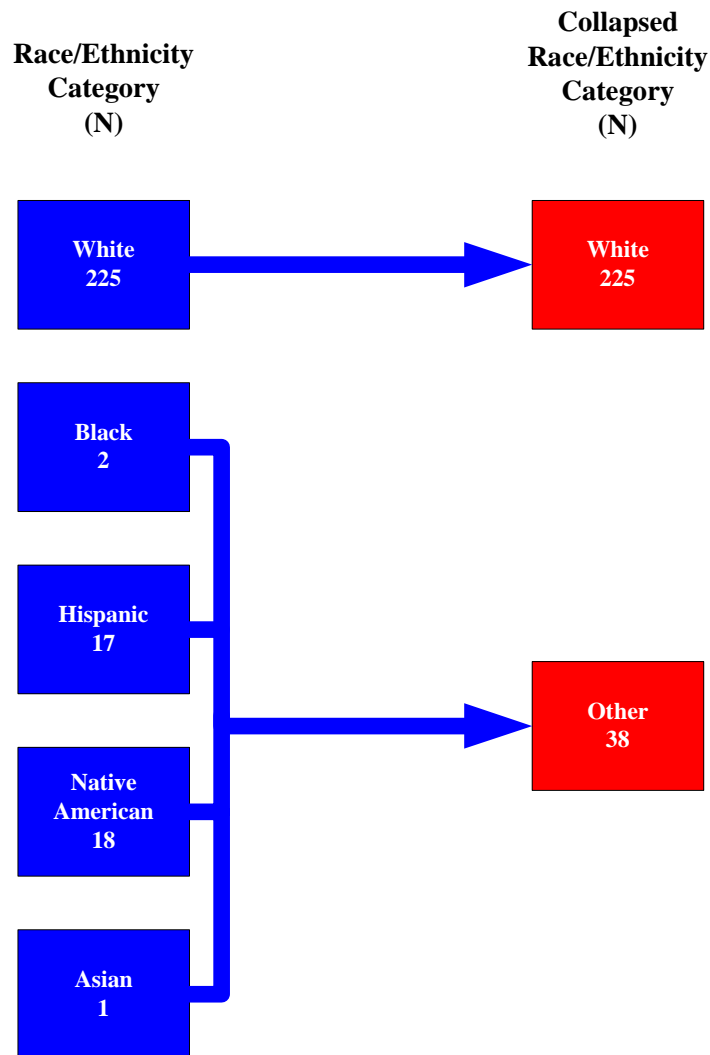 Race/Ethnicity
Category
(N)
Collapsed
Race/Ethnicity
Category
(N)
White
225
White
225
Black
2
Hispanic
17
Native
American
18
Asian
1
Other
38